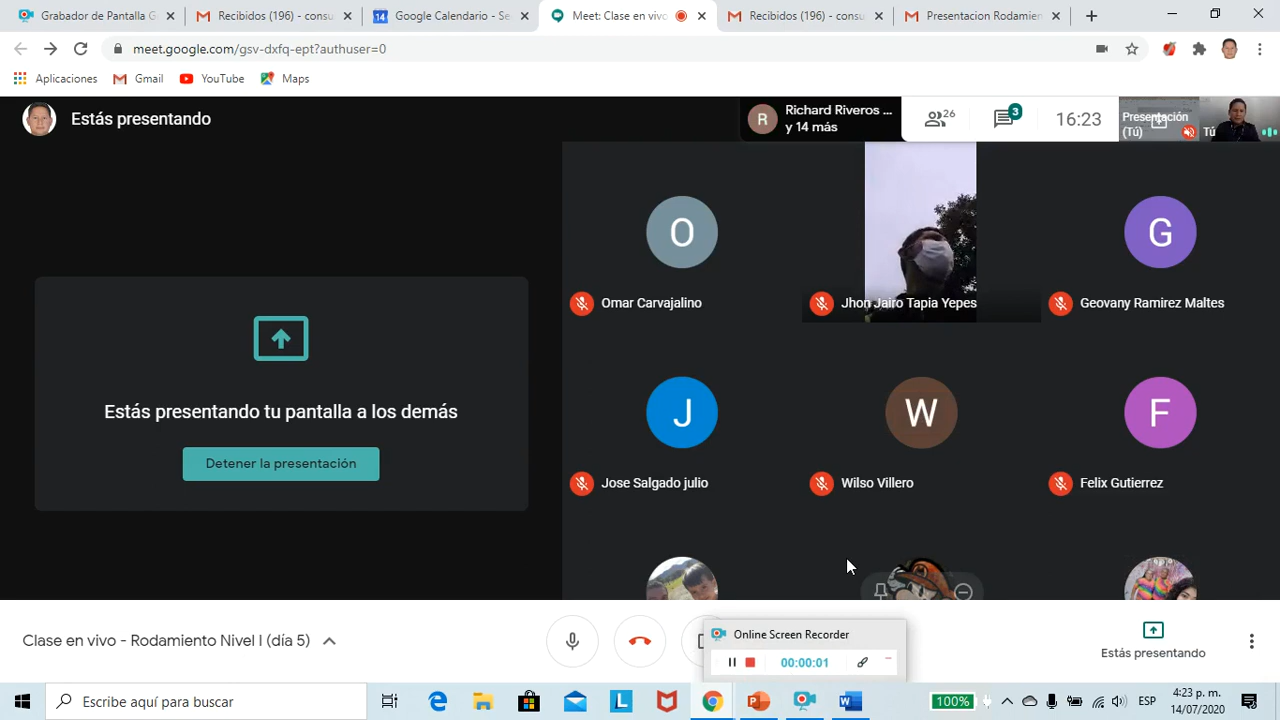 Grabador de Pantalla G
Recibidos (196) - consu
Google Calendario - Se
Meet: Clase en vivo
Recibidos (196) - consu
Presentacion Rodamien
meet.google.com/gsv-dxfq-ept?authuser=0
Aplicaciones
Gmail
YouTube
Maps
Estás presentando
R
Richard Riveros ...
y 14 más
26
3
16:23
Presentación
(Tú)
Tú
O
Omar Carvajalino
Jhon Jairo Tapia Yepes
G
Geovany Ramirez Maltes
Estás presentando tu pantalla a los demás
Detener la presentación
J
Jose Salgado julio
W
Wilso Villero
F
Felix Gutierrez
Clase en vivo - Rodamiento Nivel I (día 5)
Online Screen Recorder
00:00:01
Estás presentando
Escribe aquí para buscar
100%
ESP
4:23 p. m.
14/07/2020